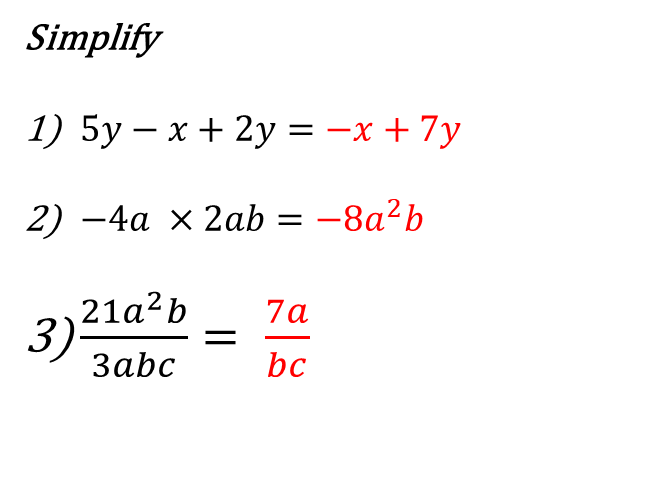 Simplify
1) 5y − x + 2y = −x + 7y
2) −4a × 2ab = −8a²b
3) 21a²b/3abc = 7a/bc